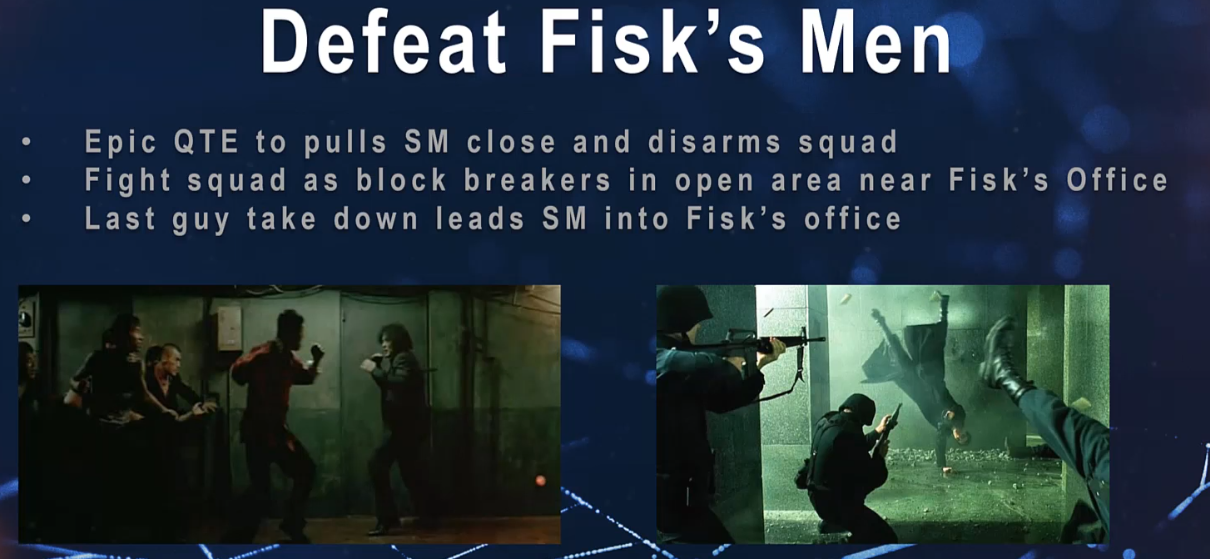 Defeat Fisk’s Men
• Epic QTE to pulls SM close and disarms squad
• Fight squad as block breakers in open area near Fisk’s Office
• Last guy take down leads SM into Fisk’s office